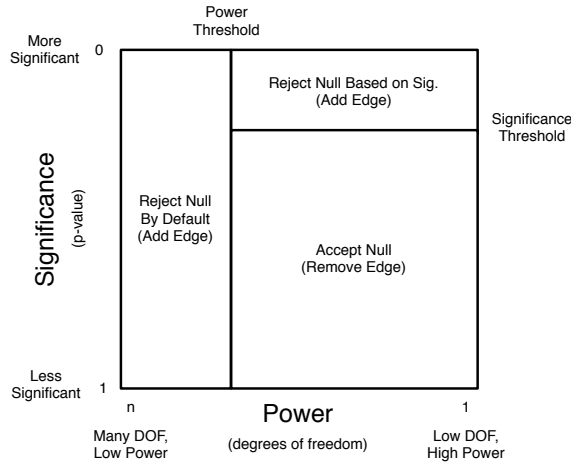 Power
Threshold
More
Significant
0
Reject Null Based on Sig.
(Add Edge)
Significance
Threshold
Significance
(p-value)
Reject Null
By Default
(Add Edge)
Accept Null
(Remove Edge)
Less
Significant
1
n
Power
1
Many DOF,
Low Power
(degrees of freedom)
Low DOF,
High Power